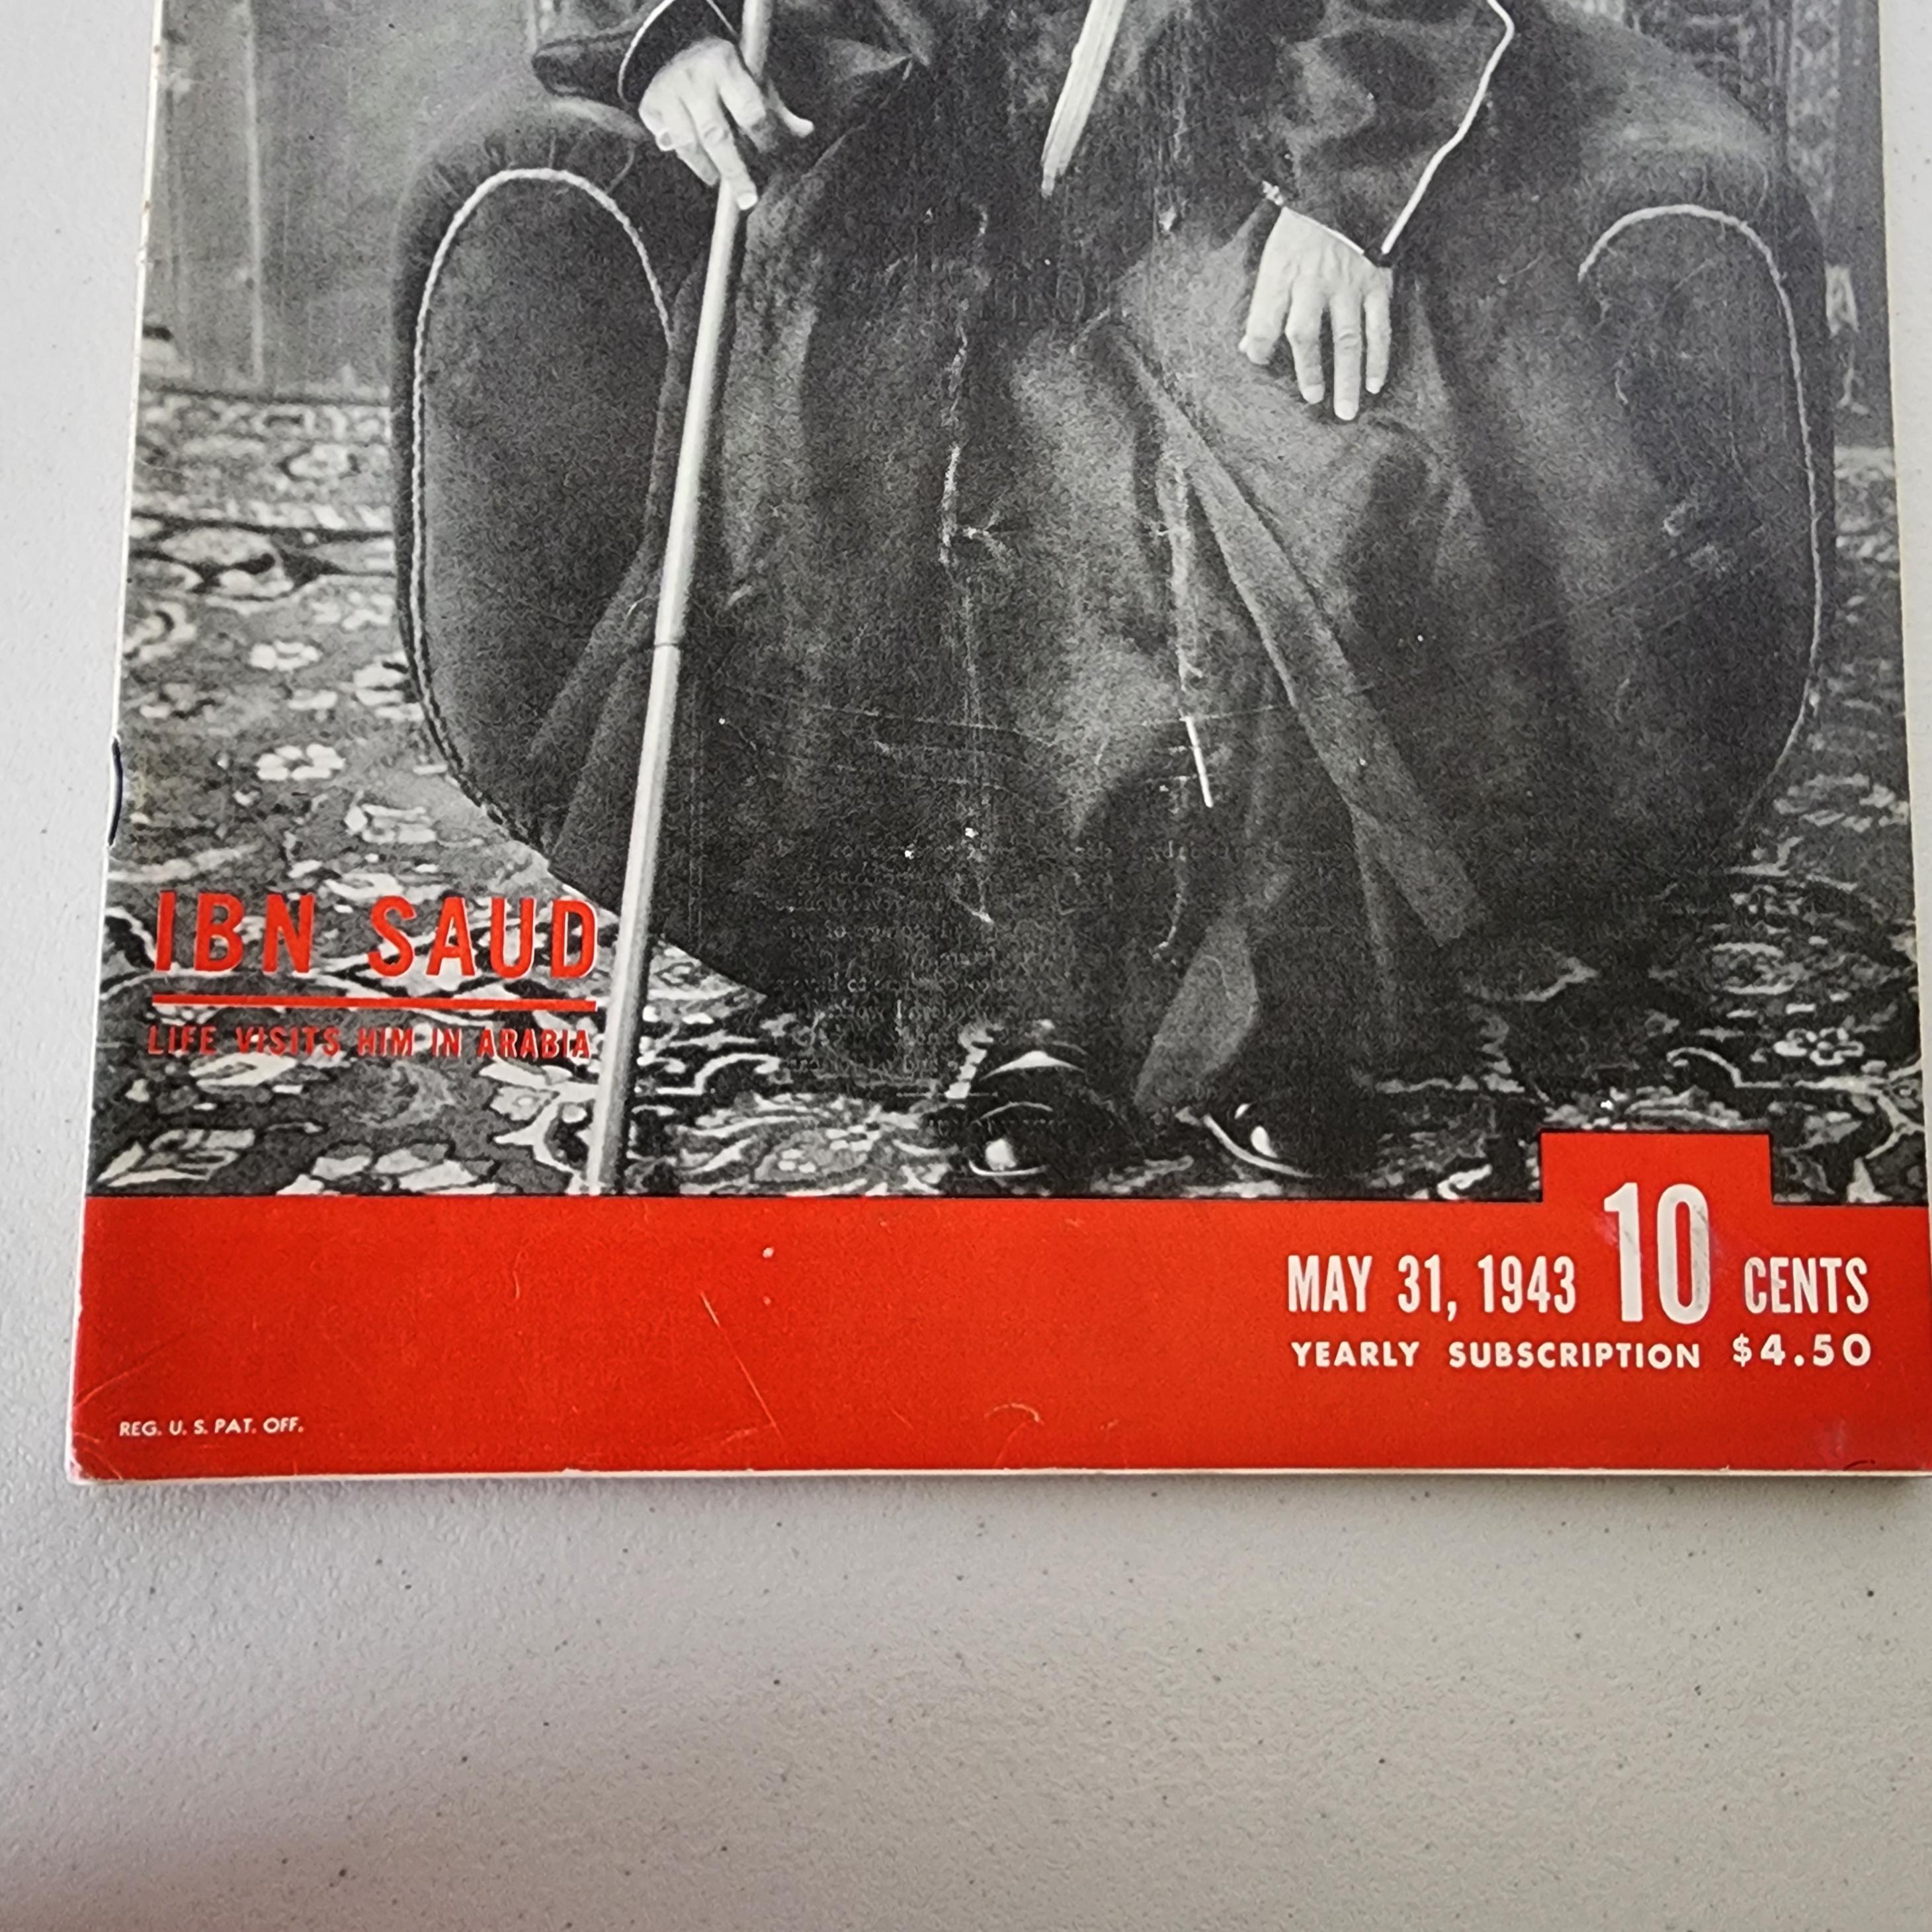 IBN SAUD
LIFE VISITS HIM IN ARABIA
MAY 31, 1943 10 CENTS
YEARLY SUBSCRIPTION $4.50
REG. U. S. PAT. OFF.